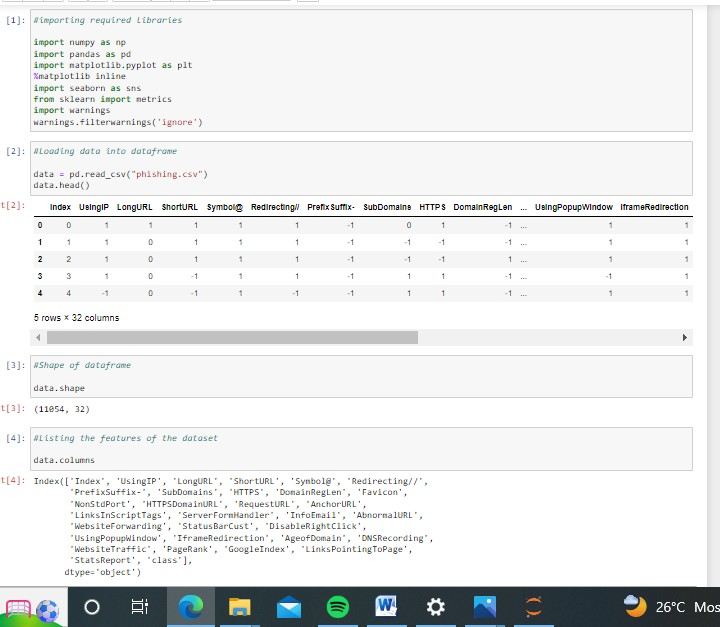 [1]: #importing required libraries
import numpy as np
import pandas as pd
import matplotlib.pyplot as plt
%matplotlib inline
import seaborn as sns
from sklearn import metrics
import warnings
warnings.filterwarnings('ignore')
[2]: #Loading data into dataframe
data = pd.read_csv("phishing.csv")
data.head()
t[2]: Index UsingIP LongURL ShortURL Symbol@ Redirecting// PrefixSuffix- SubDomains HTTPS DomainRegLen ... UsingPopupWindow IframeRedirection
0 0 1 1 1 1 1 -1 0 1 -1 ... 1 1
1 1 1 0 1 1 1 -1 -1 -1 -1 ... 1 1
2 2 1 0 1 1 1 -1 -1 -1 1 ... 1 1
3 3 1 0 -1 1 1 -1 1 1 -1 ... -1 1
4 4 -1 0 -1 1 -1 -1 1 1 -1 ... 1 1
5 rows × 32 columns
[3]: #Shape of dataframe
data.shape
t[3]: (11054, 32)
[4]: #Listing the features of the dataset
data.columns
t[4]: Index(['Index', 'UsingIP', 'LongURL', 'ShortURL', 'Symbol@', 'Redirecting//',
'PrefixSuffix-', 'SubDomains', 'HTTPS', 'DomainRegLen', 'Favicon',
'NonStdPort', 'HTTPSDomainURL', 'RequestURL', 'AnchorURL',
'LinksInScriptTags', 'ServerFormHandler', 'InfoEmail', 'AbnormalURL',
'WebsiteForwarding', 'StatusBarCust', 'DisableRightClick',
'UsingPopupWindow', 'IframeRedirection', 'AgeofDomain', 'DNSRecording',
'WebsiteTraffic', 'PageRank', 'GoogleIndex', 'LinksPointingToPage',
'StatsReport', 'class'],
dtype='object')
W
26°C Mos